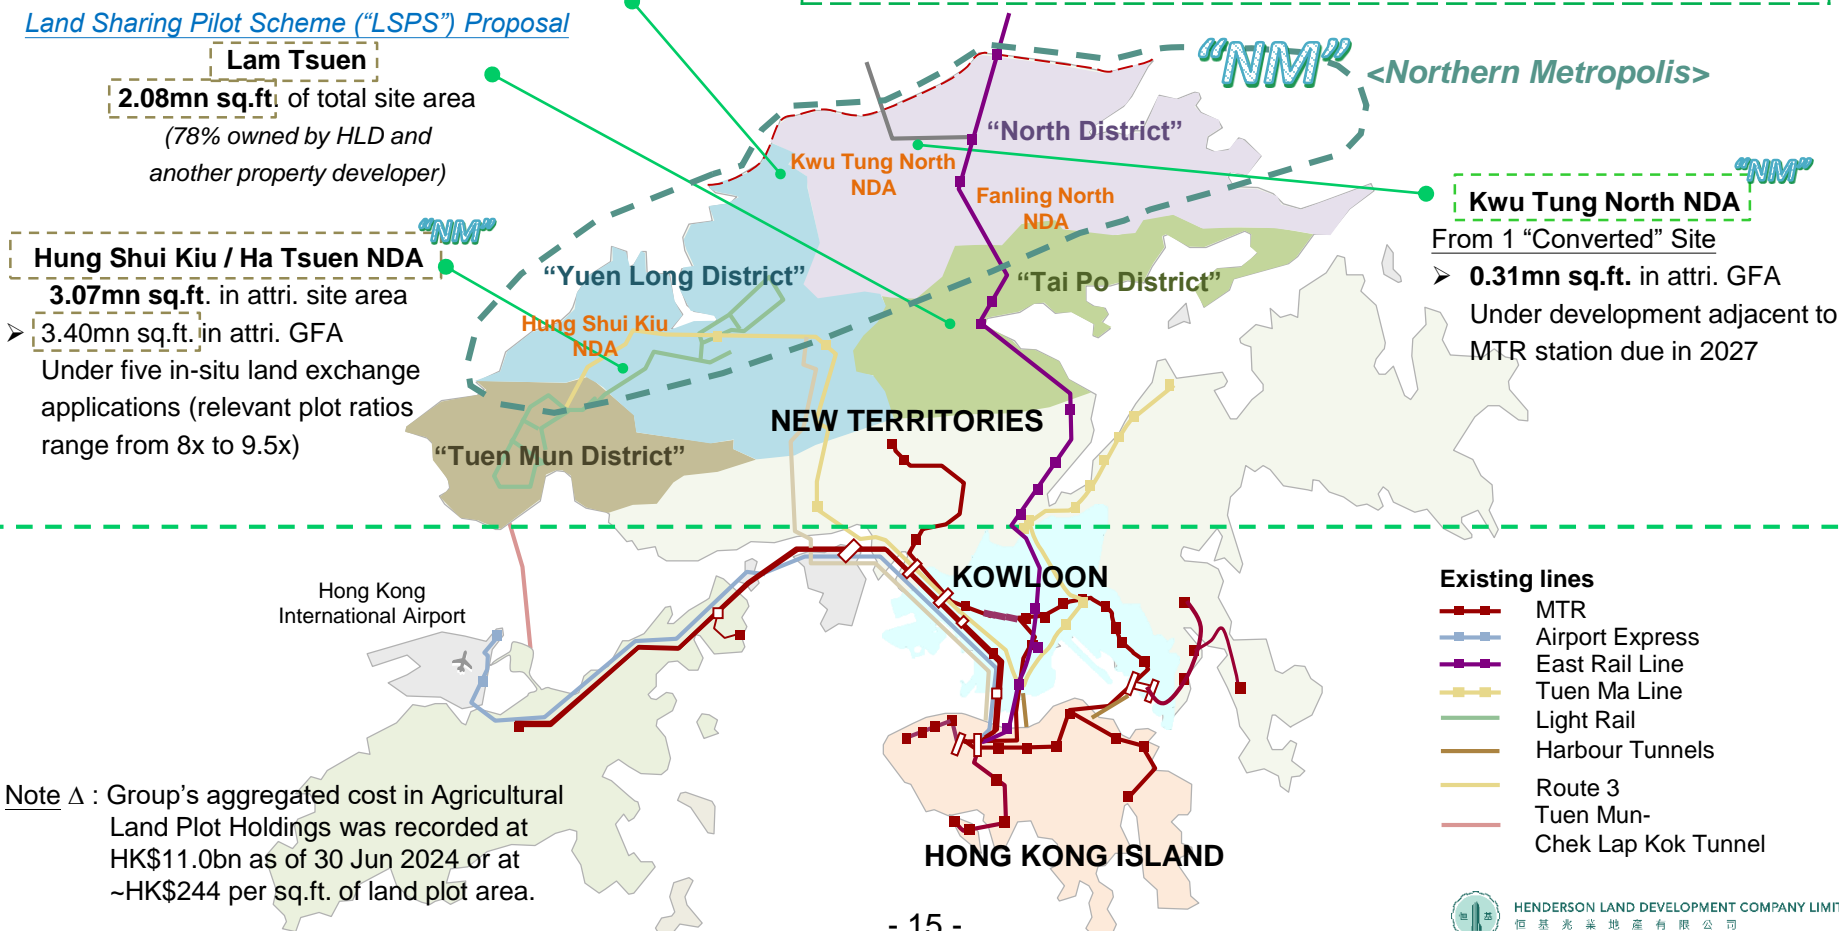 Land Sharing Pilot Scheme (“LSPS”) Proposal
Lam Tsuen
2.08mn sq.ft. of total site area
(78% owned by HLD and
another property developer)
“NM”
Hung Shui Kiu / Ha Tsuen NDA
3.07mn sq.ft. in attri. site area
➢ 3.40mn sq.ft. in attri. GFA
Under five in-situ land exchange
applications (relevant plot ratios
range from 8x to 9.5x)
“NM” <Northern Metropolis>
“North District”
Kwu Tung North
NDA
Fanling North
NDA
“Yuen Long District”
“Tai Po District”
Hung Shui Kiu
NDA
“Tuen Mun District”
NEW TERRITORIES
“NM”
Kwu Tung North NDA
From 1 “Converted” Site
➢ 0.31mn sq.ft. in attri. GFA
Under development adjacent to
MTR station due in 2027
KOWLOON
Hong Kong
International Airport
HONG KONG ISLAND
Existing lines
MTR
Airport Express
East Rail Line
Tuen Ma Line
Light Rail
Harbour Tunnels
Route 3
Tuen Mun-
Chek Lap Kok Tunnel
Note Δ : Group’s aggregated cost in Agricultural
Land Plot Holdings was recorded at
HK$11.0bn as of 30 Jun 2024 or at
~HK$244 per sq.ft. of land plot area.
- 15 -
恒 基
HENDERSON LAND DEVELOPMENT COMPANY LIMI
恒 基 兆 業 地 產 有 限 公 司